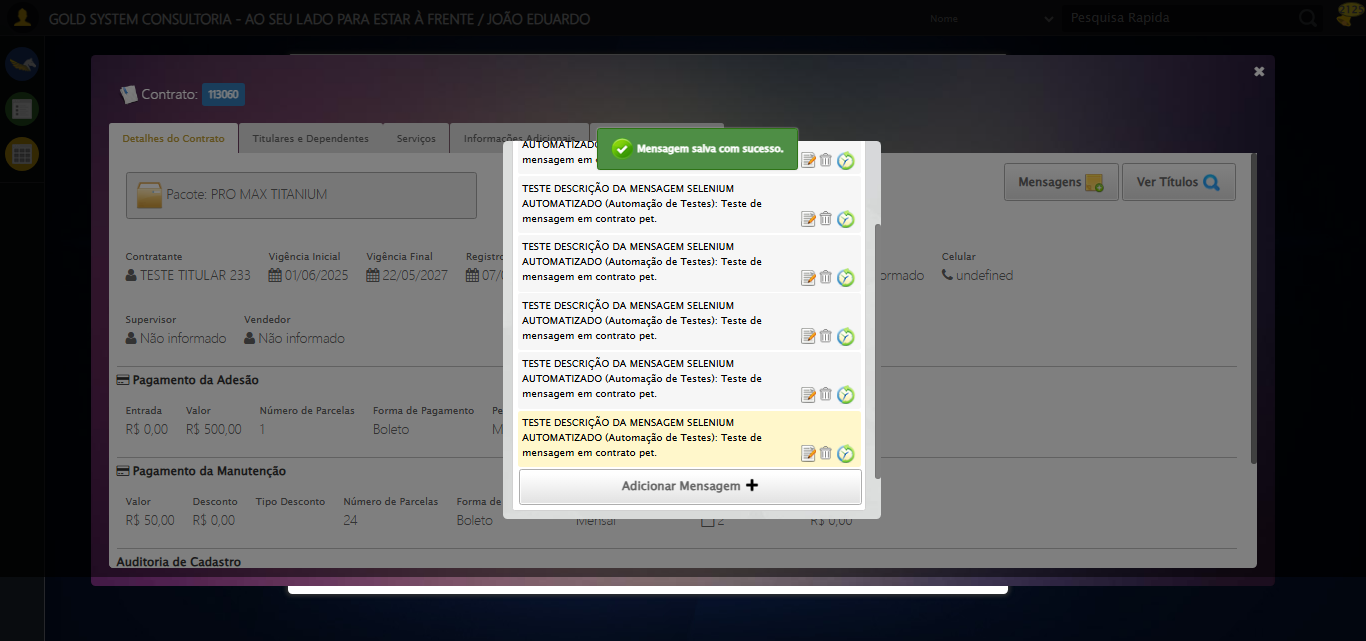 GOLD SYSTEM CONSULTORIA - AO SEU LADO PARA ESTAR À FRENTE / JOÃO EDUARDO
Nome
Pesquisa Rapida
Contrato: 113060
Detalhes do Contrato
Titulares e Dependentes
Serviços
Informações Adicionais
Mensagem salva com sucesso.
Pacote: PRO MAX TITANIUM
Mensagens
Ver Títulos
AUTOMATIZADO
mensagem em
TESTE DESCRIÇÃO DA MENSAGEM SELENIUM
AUTOMATIZADO (Automação de Testes): Teste de
mensagem em contrato pet.
TESTE DESCRIÇÃO DA MENSAGEM SELENIUM
AUTOMATIZADO (Automação de Testes): Teste de
mensagem em contrato pet.
TESTE DESCRIÇÃO DA MENSAGEM SELENIUM
AUTOMATIZADO (Automação de Testes): Teste de
mensagem em contrato pet.
TESTE DESCRIÇÃO DA MENSAGEM SELENIUM
AUTOMATIZADO (Automação de Testes): Teste de
mensagem em contrato pet.
TESTE DESCRIÇÃO DA MENSAGEM SELENIUM
AUTOMATIZADO (Automação de Testes): Teste de
mensagem em contrato pet.
Adicionar Mensagem
Contratante Vigência Inicial Vigência Final Registro Celular
TESTE TITULAR 233 01/06/2025 22/05/2027 07/0 ormado undefined
Supervisor Vendedor
Não informado Não informado
Pagamento da Adesão
Entrada Valor Número de Parcelas Forma de Pagamento Pe
R$ 0,00 R$ 500,00 1 Boleto M
Pagamento da Manutenção
Valor Desconto Tipo Desconto Número de Parcelas Forma de
R$ 50,00 R$ 0,00 24 Boleto Mensal 2 R$ 0,00
Auditoria de Cadastro